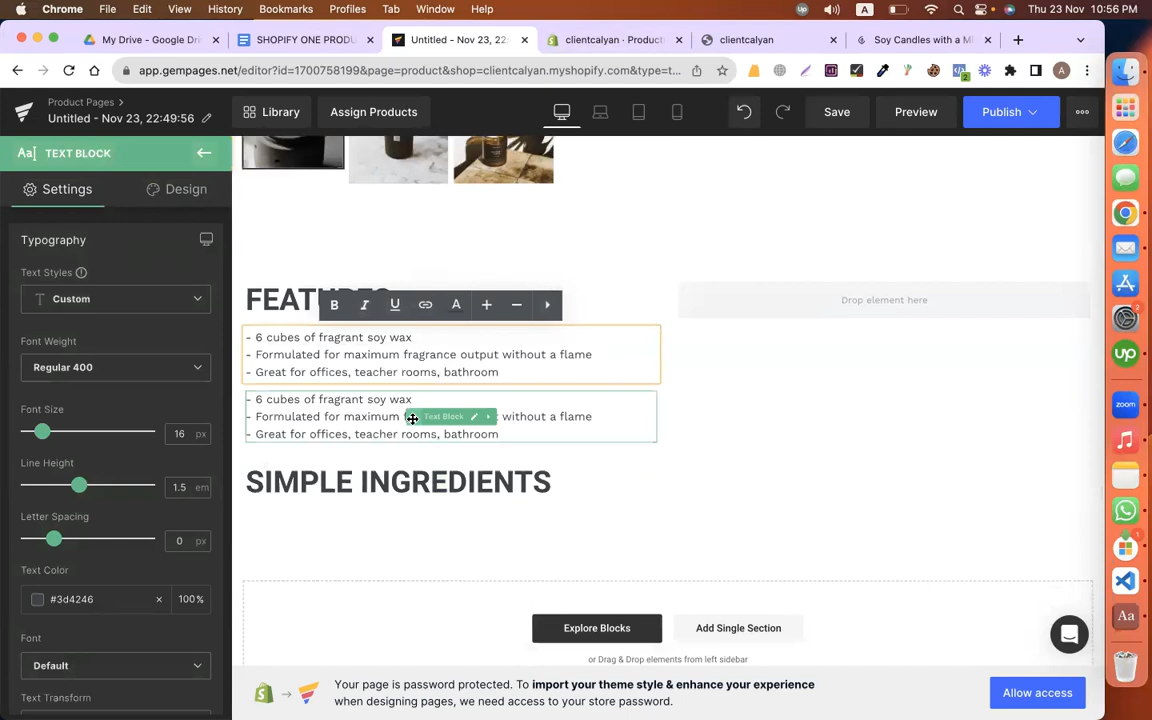 Chrome File Edit View History Bookmarks Profiles Tab Window Help
up A Thu 23 Nov 10:56 PM
My Drive - Google Dri
SHOPIFY ONE PRODU
Untitled - Nov 23, 22:
clientcalyan · Product
clientcalyan
Soy Candles with a Mi
app.gempages.net/editor?id=1700758199&page=product&shop=clientcalyan.myshopify.com&type=t...
2
A
Product Pages
Untitled - Nov 23, 22:49:56
Library
Assign Products
Save
Preview
Publish
Aa TEXT BLOCK
Settings
Design
Typography
Text Styles
T Custom
Font Weight
Regular 400
Font Size
16 px
Line Height
1.5 em
Letter Spacing
0 px
Text Color
#3d4246
100%
Font
Default
Text Transform
B I U A
FEATURES
- 6 cubes of fragrant soy wax
- Formulated for maximum fragrance output without a flame
- Great for offices, teacher rooms, bathroom
- 6 cubes of fragrant soy wax
- Formulated for maximum Text Block without a flame
- Great for offices, teacher rooms, bathroom
SIMPLE INGREDIENTS
Drop element here
Explore Blocks
Add Single Section
or Drag & Drop elements from left sidebar
Your page is password protected. To import your theme style & enhance your experience
when designing pages, we need access to your store password.
Allow access
2
up
zoom
1
Aa